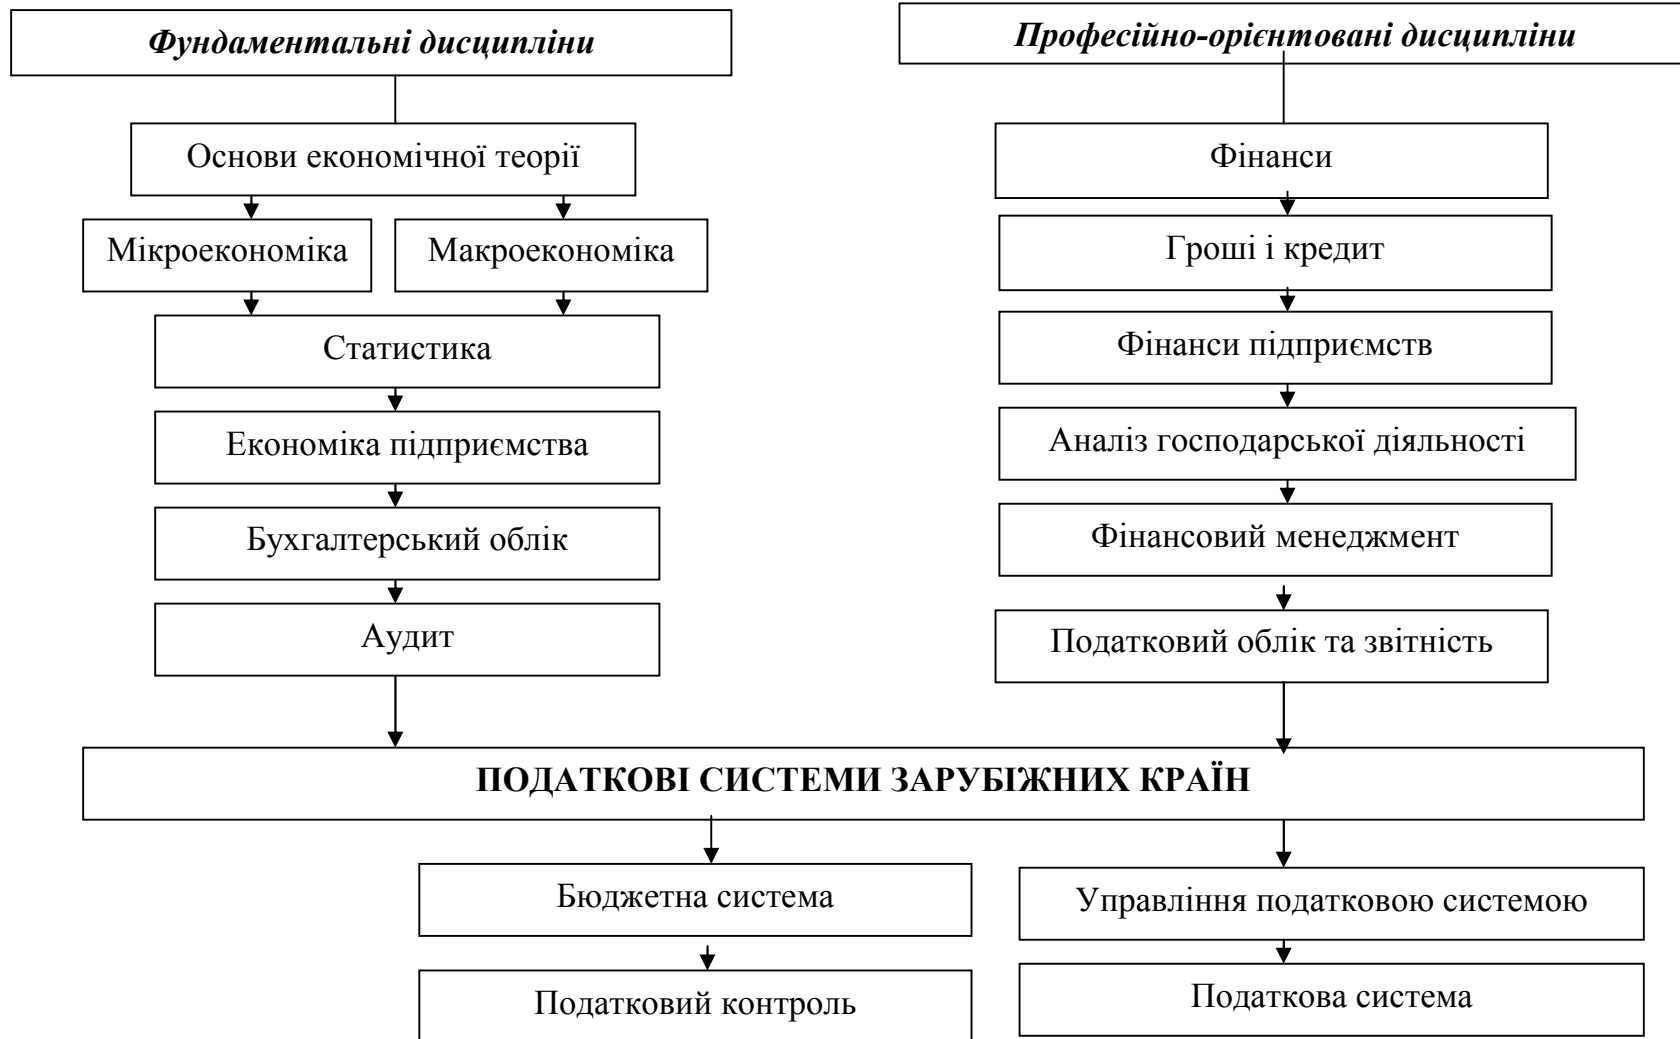 Фундаментальні дисципліни
Основи економічної теорії
Мікроекономіка
Макроекономіка
Статистика
Економіка підприємства
Бухгалтерський облік
Аудит
Професійно-орієнтовані дисципліни
Фінанси
Гроші і кредит
Фінанси підприємств
Аналіз господарської діяльності
Фінансовий менеджмент
Податковий облік та звітність
ПОДАТКОВІ СИСТЕМИ ЗАРУБІЖНИХ КРАЇН
Бюджетна система
Податковий контроль
Управління податковою системою
Податкова система